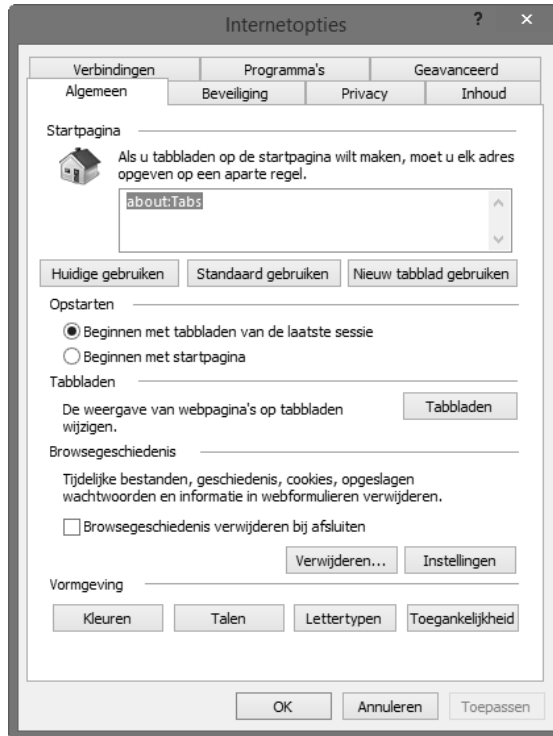 Internetopties ? ×
Verbindingen Programma's Geavanceerd
Algemeen Beveiliging Privacy Inhoud
Startpagina
Als u tabbladen op de startpagina wilt maken, moet u elk adres
opgeven op een aparte regel.
about:Tabs
Huidige gebruiken Standaard gebruiken Nieuw tabblad gebruiken
Opstarten
Beginnen met tabbladen van de laatste sessie
Beginnen met startpagina
Tabbladen
De weergave van webpagina's op tabbladen
wijzigen.
Tabbladen
Browsegeschiedenis
Tijdelijke bestanden, geschiedenis, cookies, opgeslagen
wachtwoorden en informatie in webformulieren verwijderen.
Browsegeschiedenis verwijderen bij afsluiten
Verwijderen... Instellingen
Vormgeving
Kleuren Talen Lettertypen Toegankelijkheid
OK Annuleren Toepassen